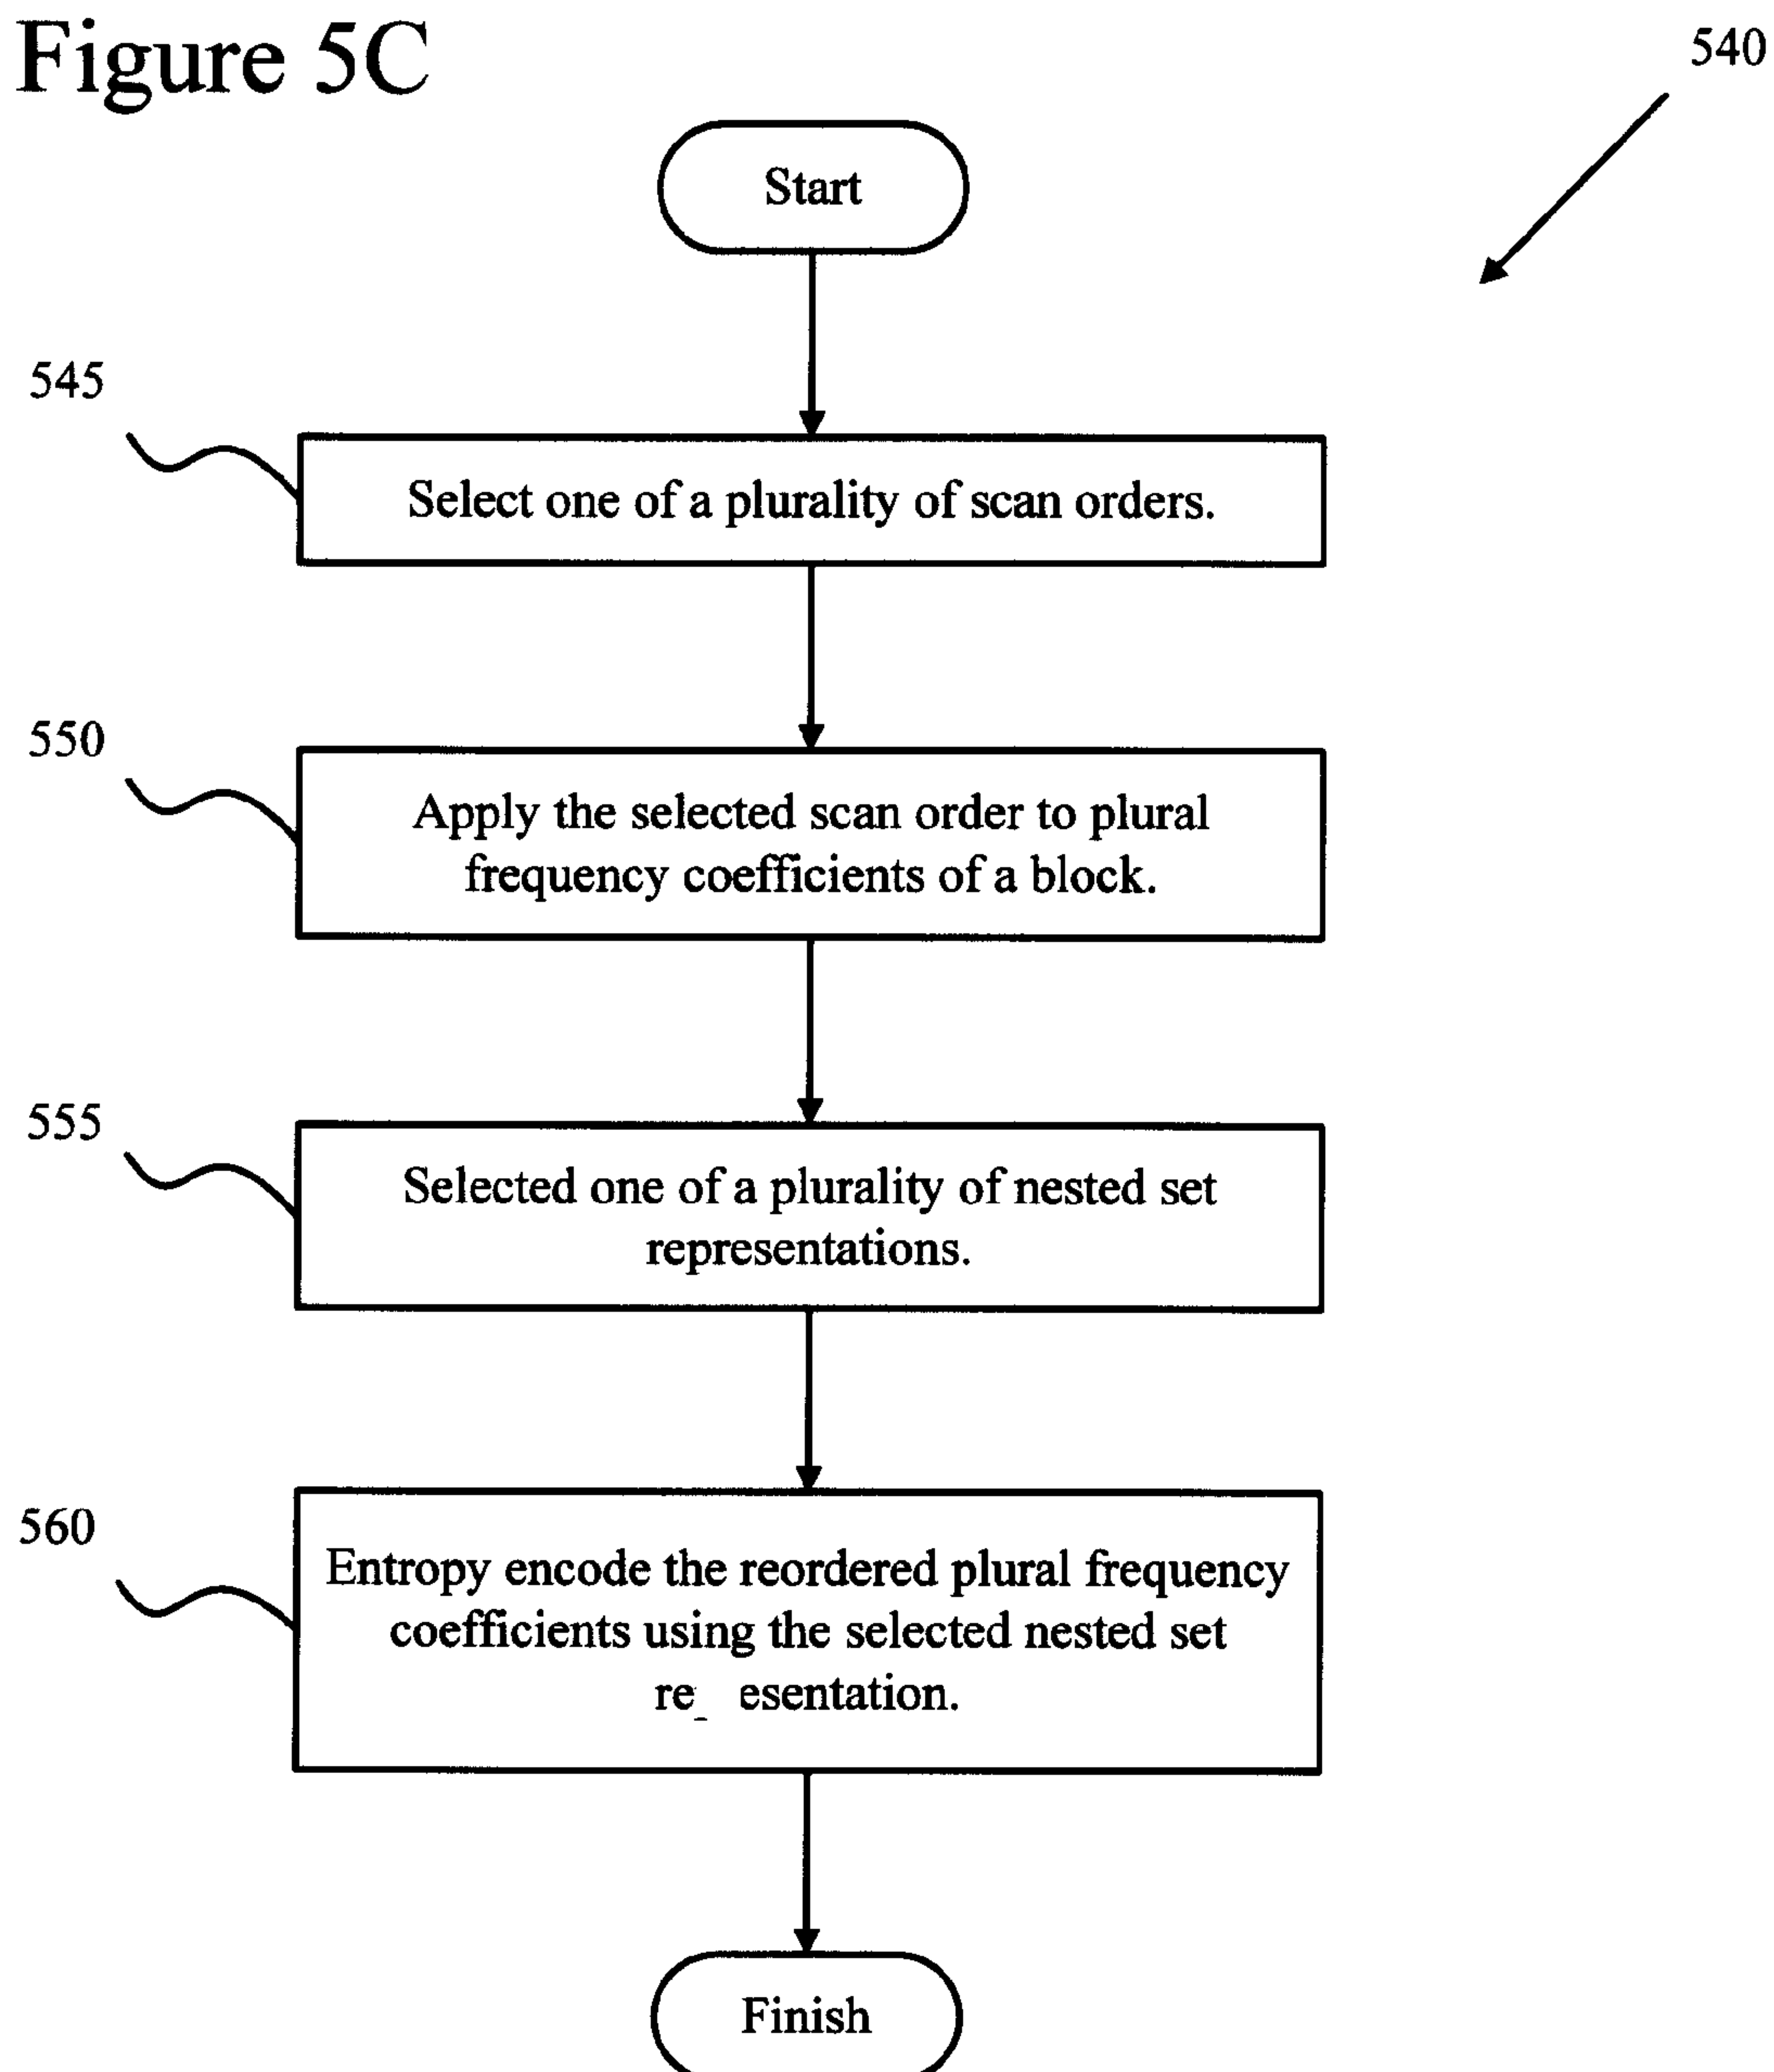 Figure 5C
540
Start
545
Select one of a plurality of scan orders.
550
Apply the selected scan order to plural
frequency coefficients of a block.
555
Selected one of a plurality of nested set
representations.
560
Entropy encode the reordered plural frequency
coefficients using the selected nested set
Finish